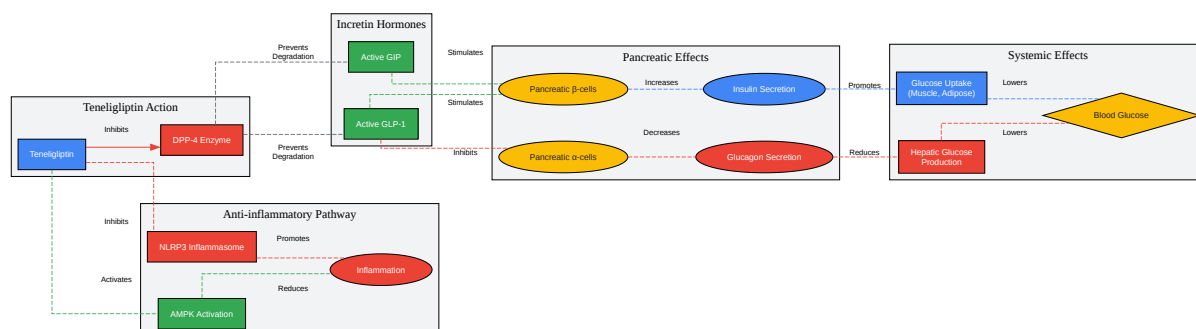 Incretin Hormones
Prevents
Degradation
Active GIP
Stimulates
Pancreatic Effects
Systemic Effects
Pancreatic β-cells
Increases
Insulin Secretion
Promotes
Glucose Uptake
(Muscle, Adipose)
Lowers
Teneligliptin Action
Stimulates
Active GLP-1
Blood Glucose
Inhibits
DPP-4 Enzyme
Decreases
Lowers
Teneligliptin
Prevents
Degradation
Inhibits
Pancreatic α-cells
Glucagon Secretion
Reduces
Hepatic Glucose
Production
Anti-inflammatory Pathway
Inhibits
NLRP3 Inflammasome
Promotes
Inflammation
Activates
Reduces
AMPK Activation